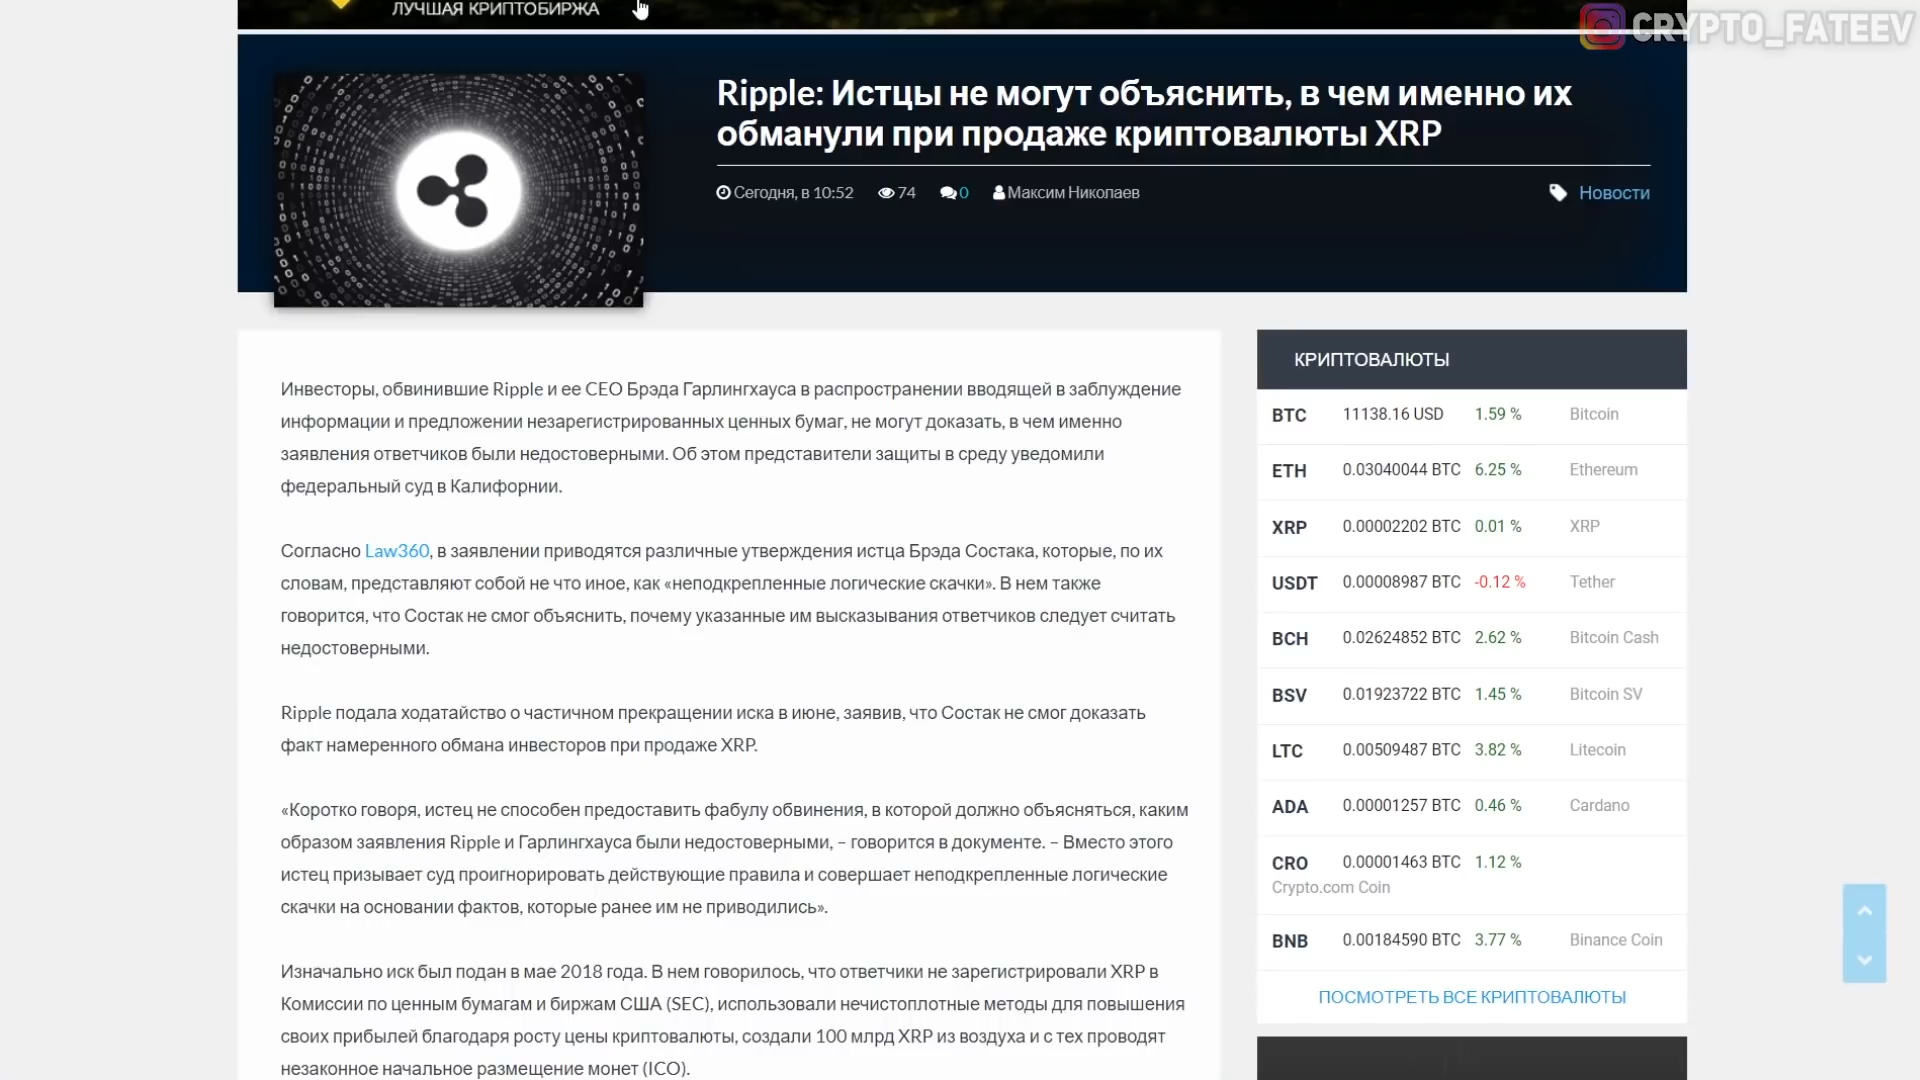 ЛУЧШАЯ КРИПТОБИРЖА
CRYPTO_FATEEV
Ripple: Истцы не могут объяснить, в чем именно их
обманули при продаже криптовалюты XRP
Сегодня, в 10:52 74 0 Максим Николаев Новости
Инвесторы, обвинившие Ripple и ее CEO Брэда Гарлингхауса в распространении вводящей в заблуждение
информации и предложении незарегистрированных ценных бумаг, не могут доказать, в чем именно
заявления ответчиков были недостоверными. Об этом представители защиты в среду уведомили
федеральный суд в Калифорнии.
Согласно Law360, в заявлении приводятся различные утверждения истца Брэда Состака, которые, по их
словам, представляют собой не что иное, как «неподкрепленные логические скачки». В нем также
говорится, что Состак не смог объяснить, почему указанные им высказывания ответчиков следует считать
недостоверными.
Ripple подала ходатайство о частичном прекращении иска в июне, заявив, что Состак не смог доказать
факт намеренного обмана инвесторов при продаже XRP.
«Коротко говоря, истец не способен предоставить фабулу обвинения, в которой должно объясняться, каким
образом заявления Ripple и Гарлингхауса были недостоверными, – говорится в документе. – Вместо этого
истец призывает суд проигнорировать действующие правила и совершает неподкрепленные логические
скачки на основании фактов, которые ранее им не приводились».
Изначально иск был подан в мае 2018 года. В нем говорилось, что ответчики не зарегистрировали XRP в
Комиссии по ценным бумагам и биржам США (SEC), использовали нечистоплотные методы для повышения
своих прибылей благодаря росту цены криптовалюты, создали 100 млрд XRP из воздуха и с тех проводят
незаконное начальное размещение монет (ICO).
КРИПТОВАЛЮТЫ
BTC 11138.16 USD 1.59 % Bitcoin
ETH 0.03040044 BTC 6.25 % Ethereum
XRP 0.00002202 BTC 0.01 % XRP
USDT 0.00008987 BTC -0.12 % Tether
BCH 0.02624852 BTC 2.62 % Bitcoin Cash
BSV 0.01923722 BTC 1.45 % Bitcoin SV
LTC 0.00509487 BTC 3.82 % Litecoin
ADA 0.00001257 BTC 0.46 % Cardano
CRO 0.00001463 BTC 1.12 %
Crypto.com Coin
BNB 0.00184590 BTC 3.77 % Binance Coin
ПОСМОТРЕТЬ ВСЕ КРИПТОВАЛЮТЫ